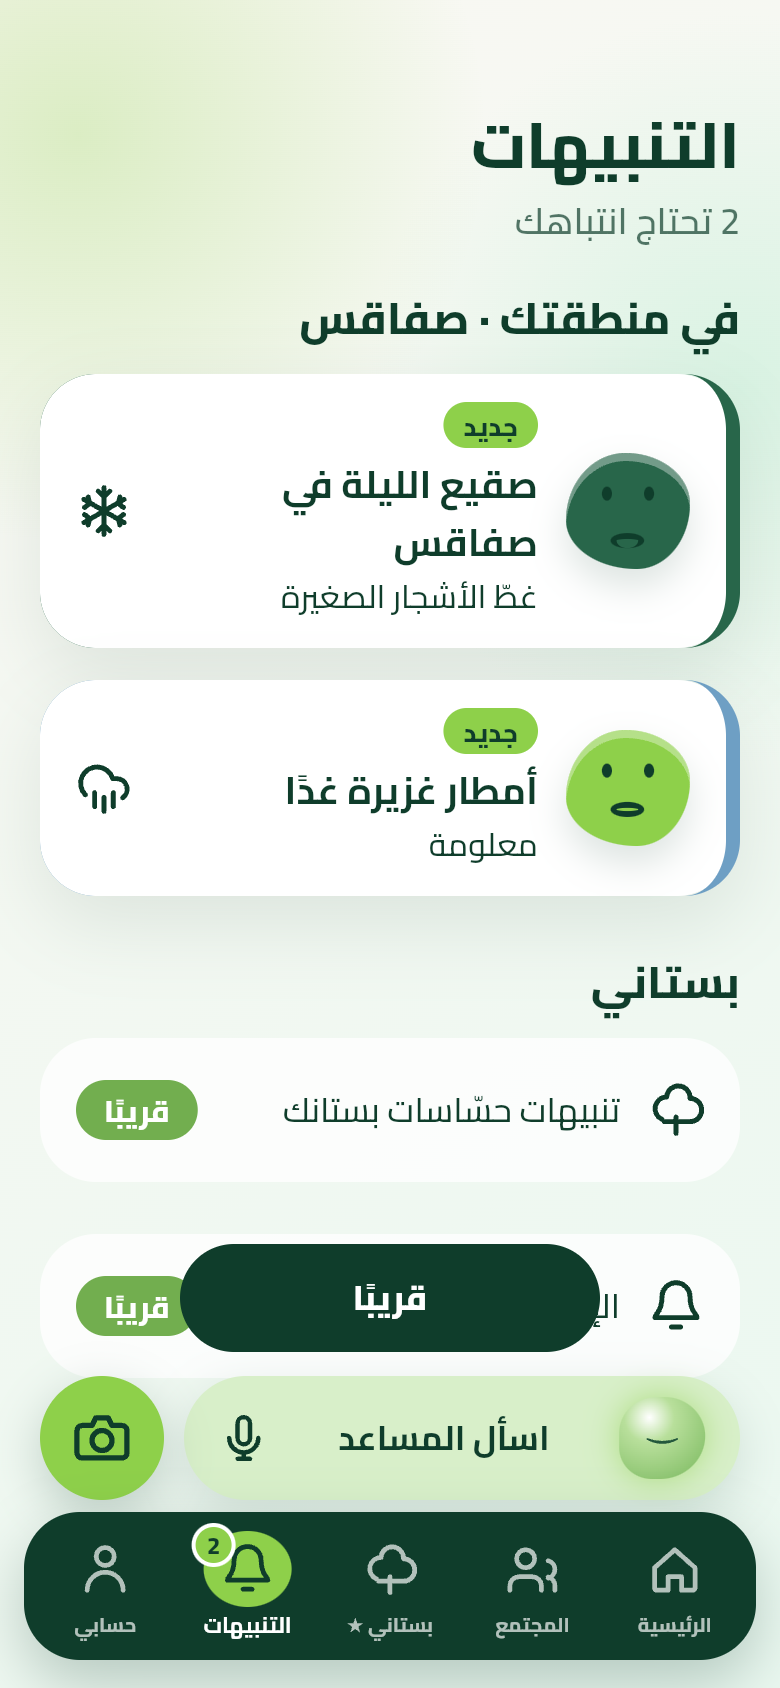 التنبيهات
2 تحتاج انتباهك
في منطقتك · صفاقس
جديد
صقيع الليلة في
صفاقس
غطّ الأشجار الصغيرة
جديد
أمطار غزيرة غدًا
معلومة
بستاني
تنبيهات حسّاسات بستانك
قريبًا
قريبًا
قريبًا
اسأل المساعد
الرئيسية
المجتمع
بستاني ★
2
التنبيهات
حسابي